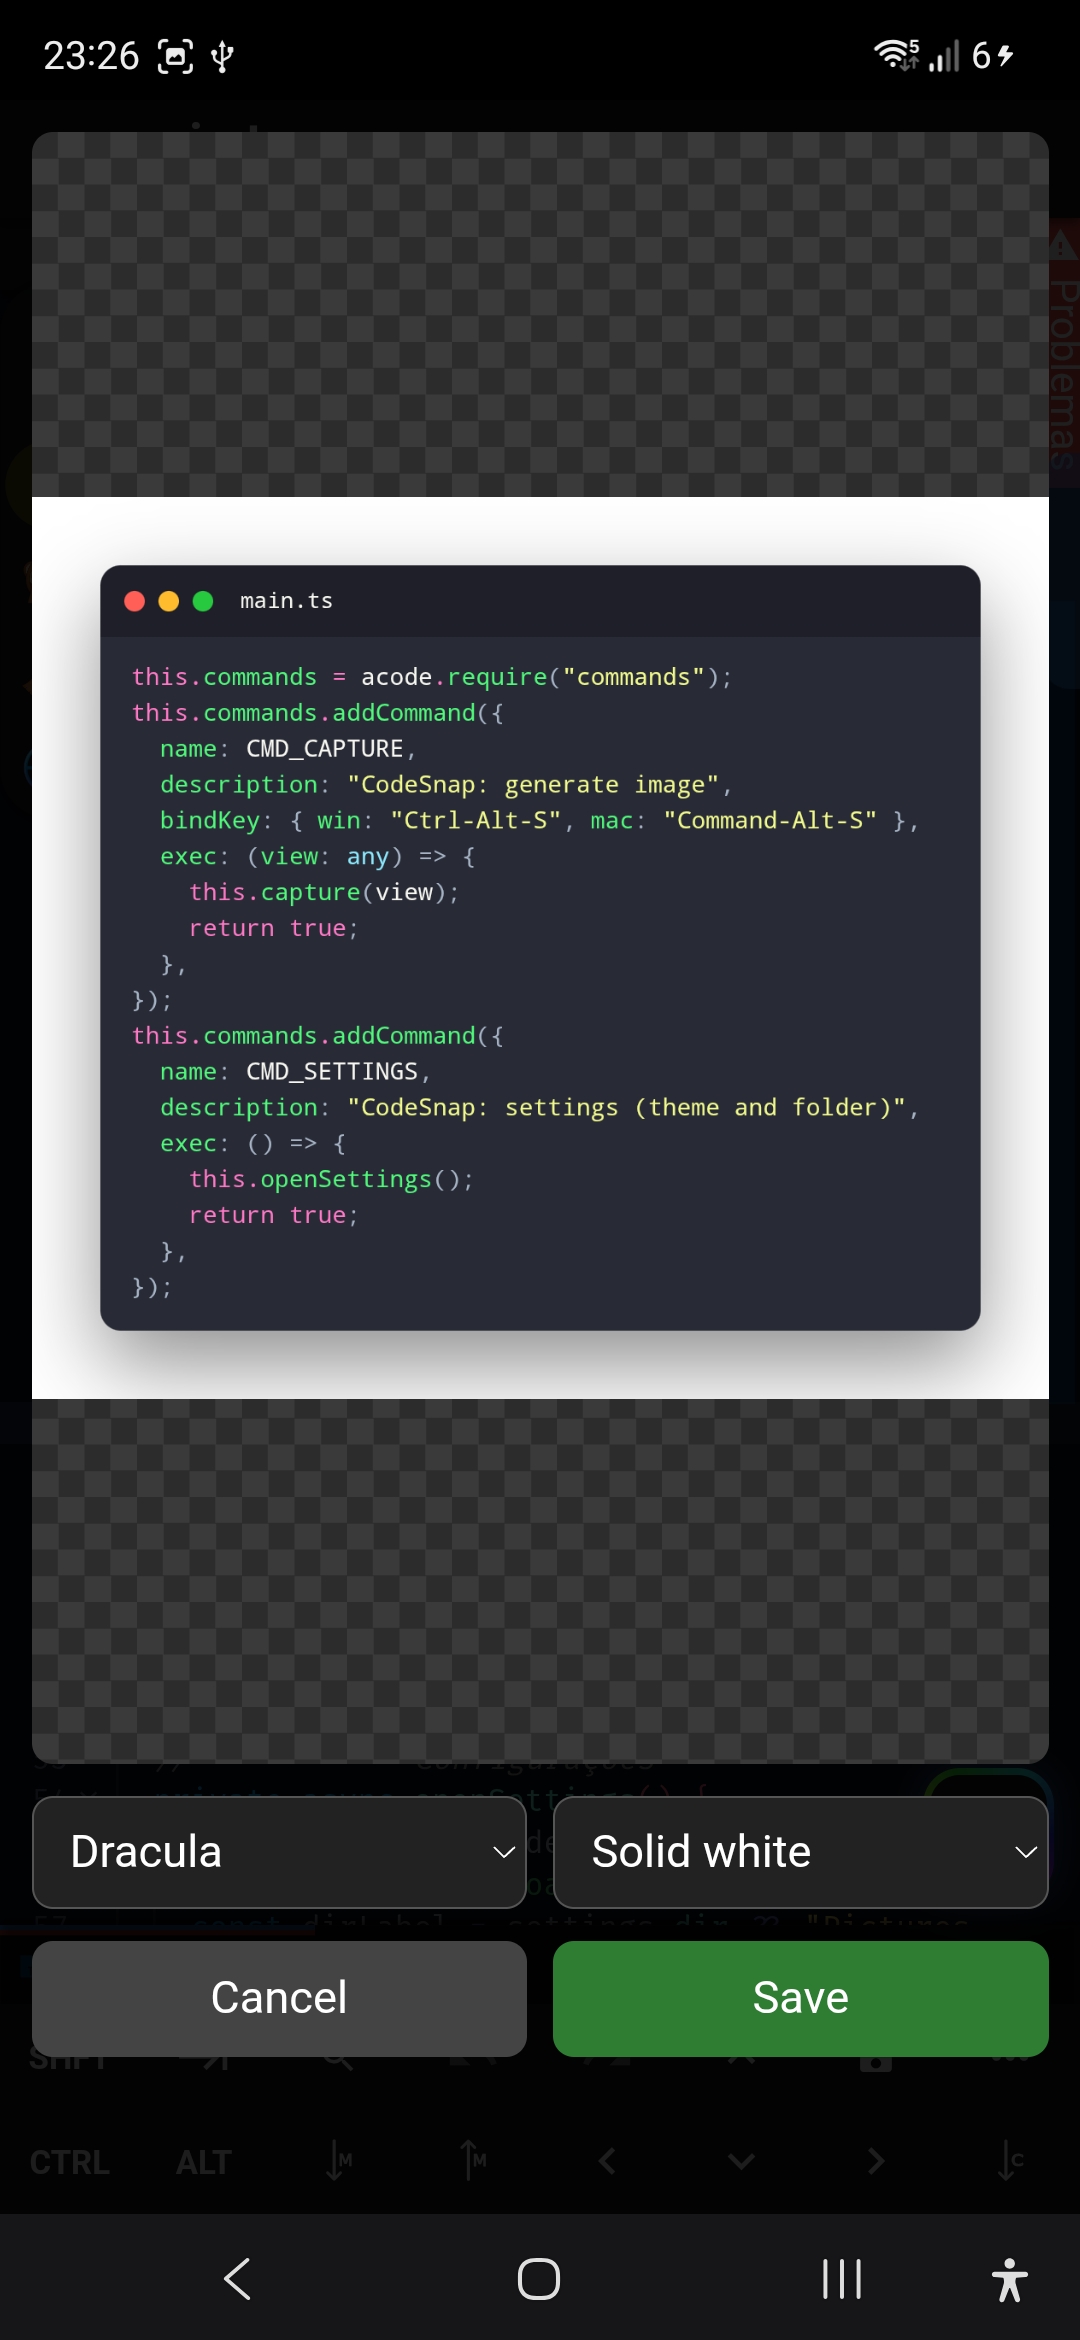 23:26
5
6
Problemas
main.ts
this.commands = acode.require("commands");
this.commands.addCommand({
  name: CMD_CAPTURE,
  description: "CodeSnap: generate image",
  bindKey: { win: "Ctrl-Alt-S", mac: "Command-Alt-S" },
  exec: (view: any) => {
    this.capture(view);
    return true;
  },
});
this.commands.addCommand({
  name: CMD_SETTINGS,
  description: "CodeSnap: settings (theme and folder)",
  exec: () => {
    this.openSettings();
    return true;
  },
});
Dracula
Solid white
Cancel
Save
CTRL ALT M M C